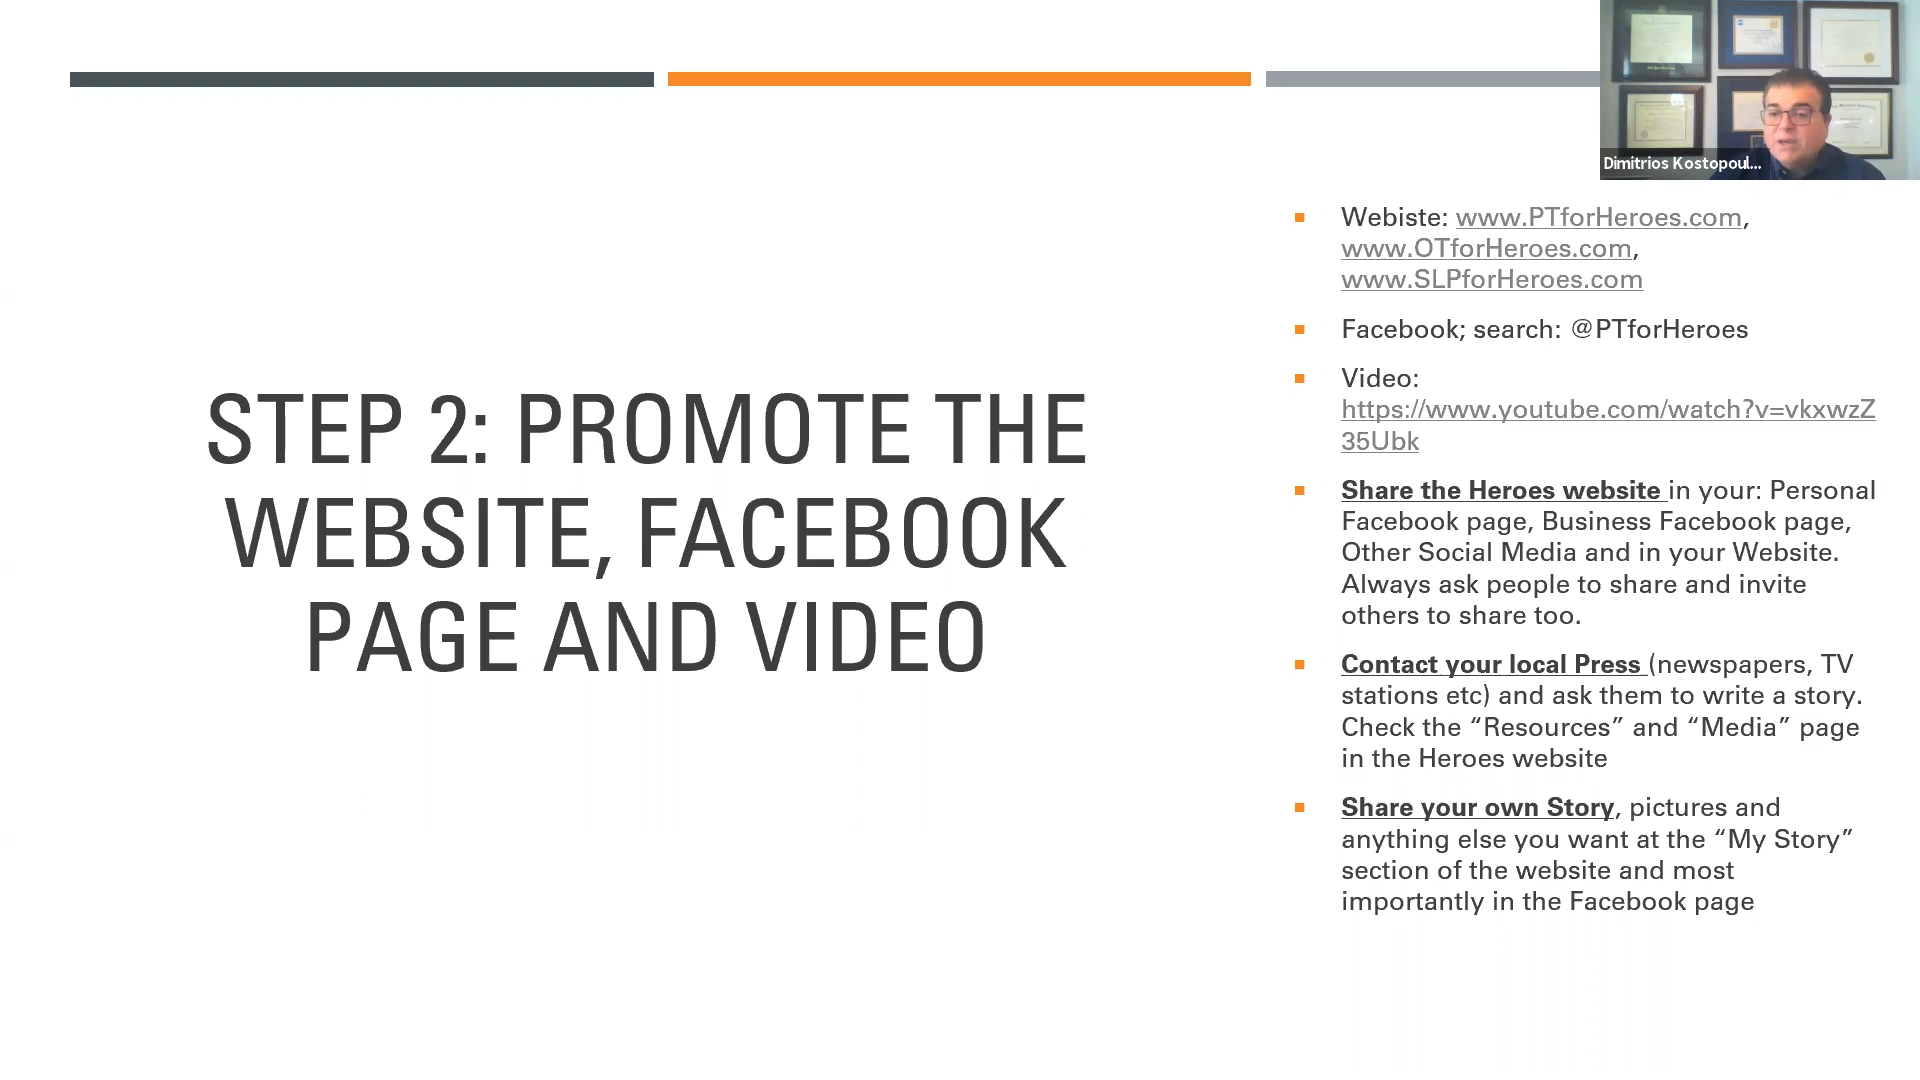 Dimitrios Kostopoul...
STEP 2: PROMOTE THE
WEBSITE, FACEBOOK
PAGE AND VIDEO
Webiste: www.PTforHeroes.com,
www.OTforHeroes.com,
www.SLPforHeroes.com
Facebook; search: @PTforHeroes
Video:
https://www.youtube.com/watch?v=vkxwzZ
35Ubk
Share the Heroes website in your: Personal
Facebook page, Business Facebook page,
Other Social Media and in your Website.
Always ask people to share and invite
others to share too.
Contact your local Press (newspapers, TV
stations etc) and ask them to write a story.
Check the “Resources” and “Media” page
in the Heroes website
Share your own Story, pictures and
anything else you want at the “My Story”
section of the website and most
importantly in the Facebook page